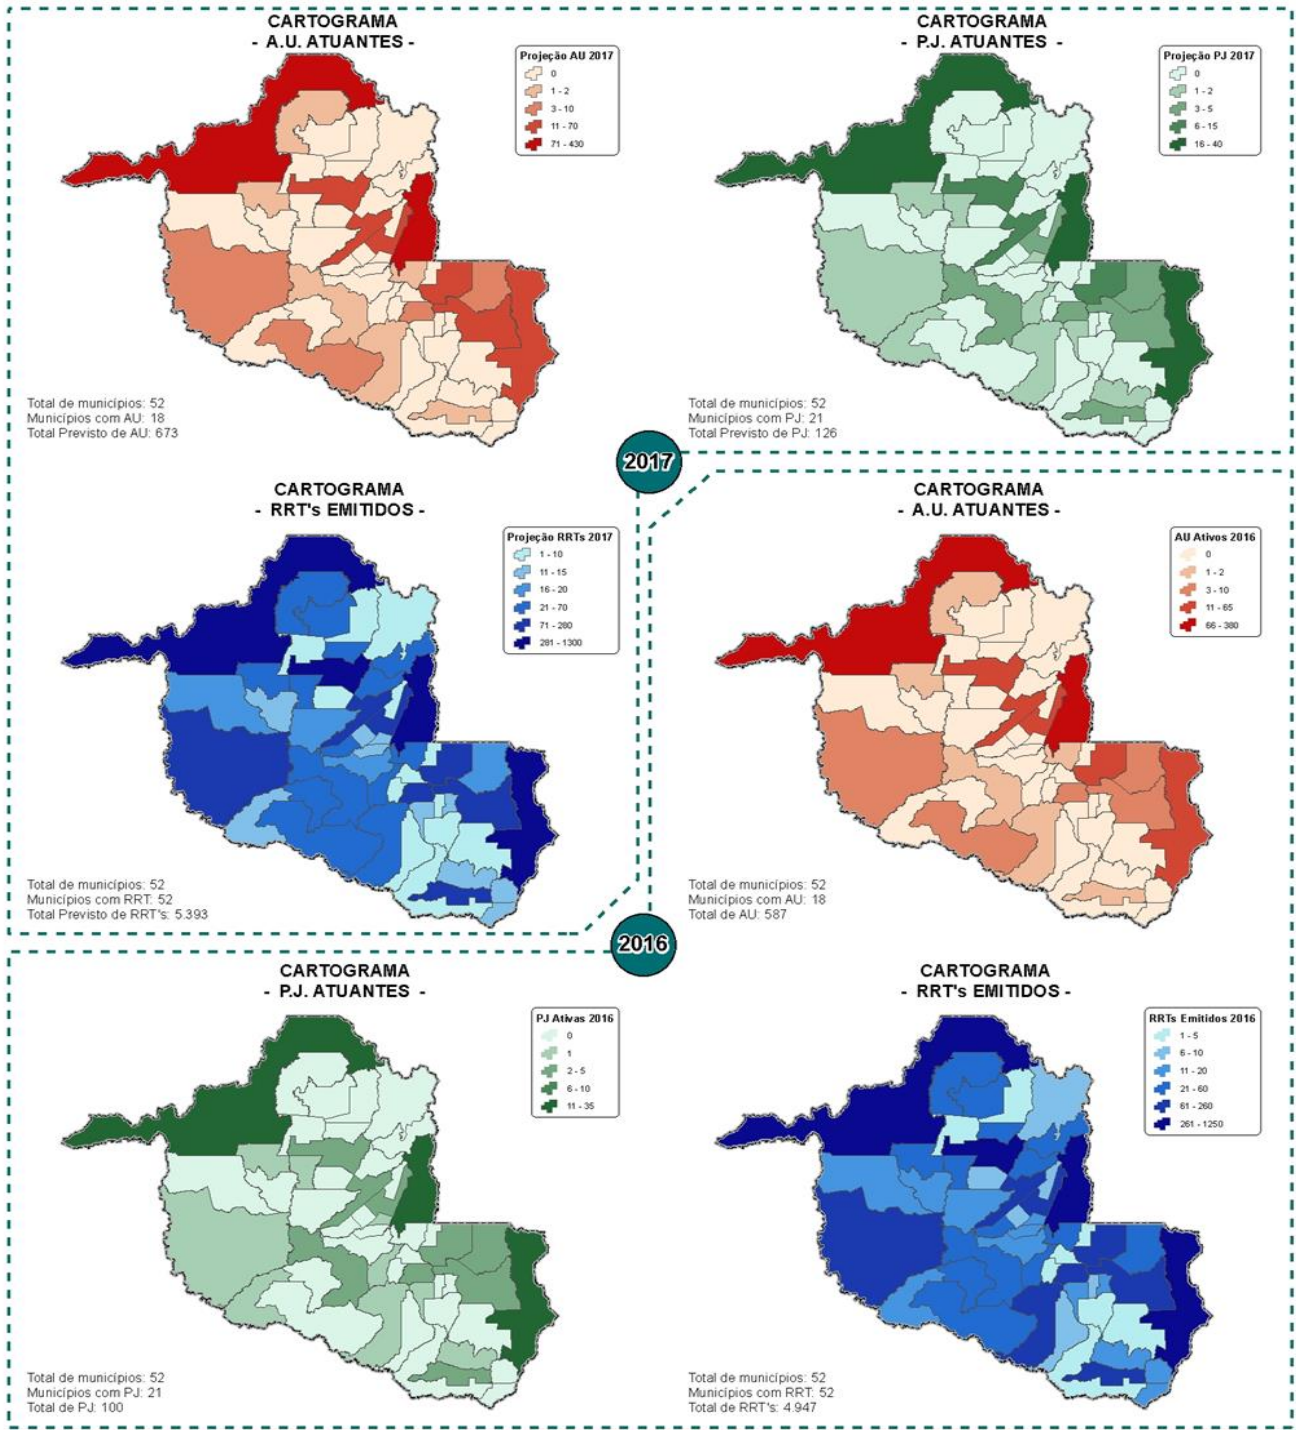 CARTOGRAMA
- A.U. ATUANTES -
Projeção AU 2017
0
1 - 2
3 - 10
11 - 70
71 - 430
Total de municípios: 52
Municípios com AU: 18
Total Previsto de AU: 673
CARTOGRAMA
- P.J. ATUANTES -
Projeção PJ 2017
0
1 - 2
3 - 5
6 - 15
16 - 40
Total de municípios: 52
Municípios com PJ: 21
Total Previsto de PJ: 126
2017
CARTOGRAMA
- RRT's EMITIDOS -
Projeção RRTs 2017
1 - 10
11 - 15
16 - 20
21 - 70
71 - 280
281 - 1300
Total de municípios: 52
Municípios com RRT: 52
Total Previsto de RRT's: 5.393
CARTOGRAMA
- A.U. ATUANTES -
AU Ativos 2016
0
1 - 2
3 - 10
11 - 65
66 - 380
Total de municípios: 52
Municípios com AU: 18
Total de AU: 587
2016
CARTOGRAMA
- P.J. ATUANTES -
PJ Ativas 2016
0
1
2 - 5
6 - 10
11 - 35
Total de municípios: 52
Municípios com PJ: 21
Total de PJ: 100
CARTOGRAMA
- RRT's EMITIDOS -
RRTs Emitidos 2016
1 - 5
6 - 10
11 - 20
21 - 60
61 - 260
261 - 1250
Total de municípios: 52
Municípios com RRT: 52
Total de RRT's: 4.947